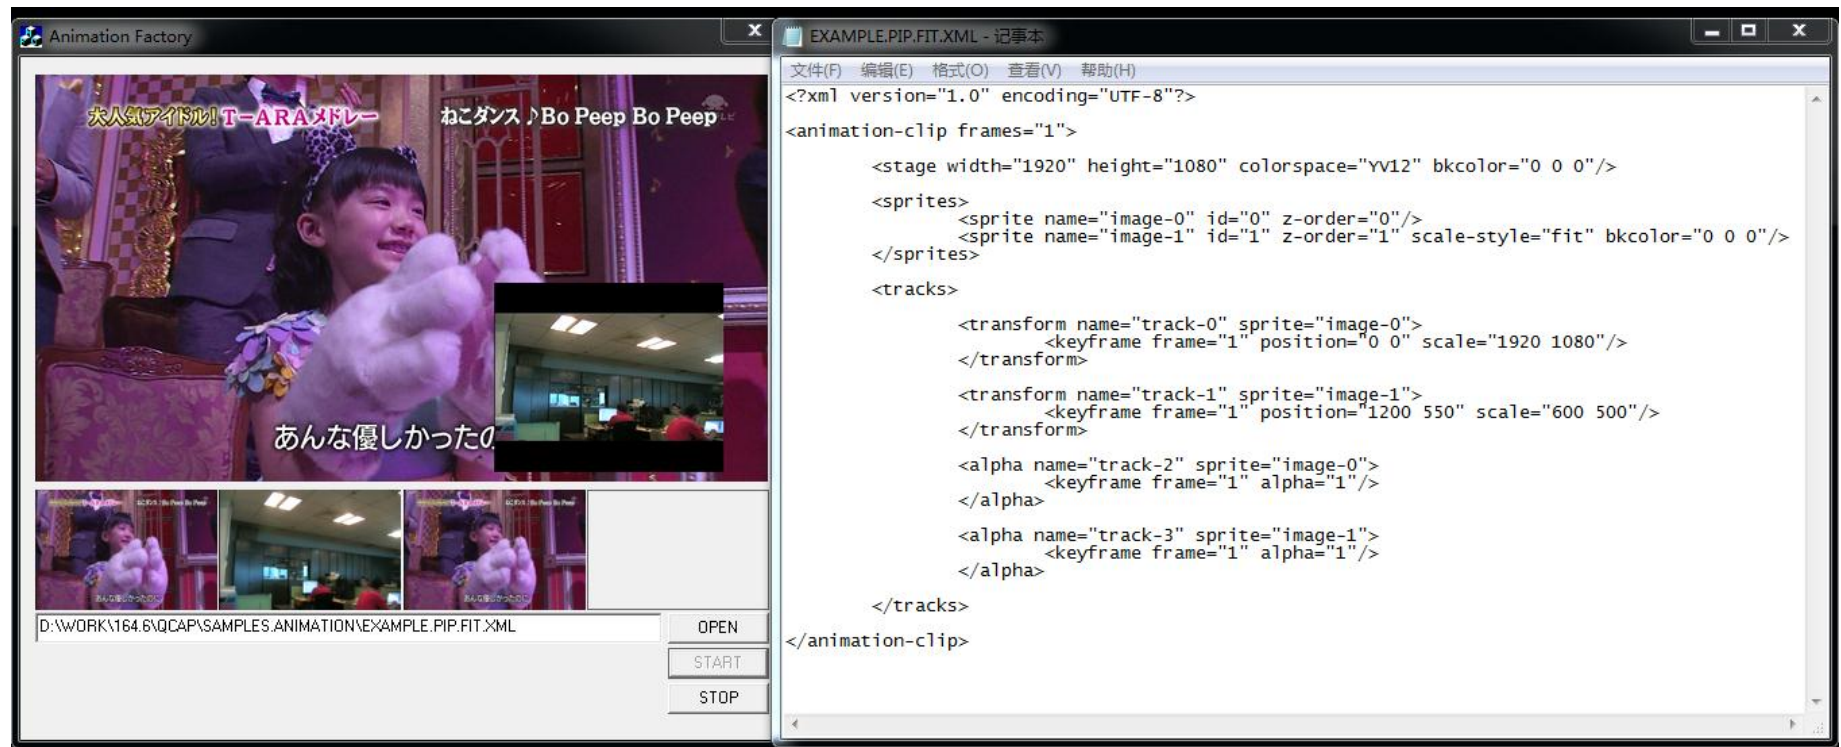 Animation Factory
大人気アイドル!T-ARAメドレー
ねこダンス♪Bo Peep Bo Peep
あんな優しかったの
D:\WORK\164.6\QCAP\SAMPLES.ANIMATION\EXAMPLE.PIP.FIT.XML
OPEN
START
STOP
EXAMPLE.PIP.FIT.XML - 记事本
文件(F) 编辑(E) 格式(O) 查看(V) 帮助(H)
<?xml version="1.0" encoding="UTF-8"?>
<animation-clip frames="1">
<stage width="1920" height="1080" colorspace="YV12" bkcolor="0 0 0"/>
<sprites>
<sprite name="image-0" id="0" z-order="0"/>
<sprite name="image-1" id="1" z-order="1" scale-style="fit" bkcolor="0 0 0"/>
</sprites>
<tracks>
<transform name="track-0" sprite="image-0">
<keyframe frame="1" position="0 0" scale="1920 1080"/>
</transform>
<transform name="track-1" sprite="image-1">
<keyframe frame="1" position="1200 550" scale="600 500"/>
</transform>
<alpha name="track-2" sprite="image-0">
<keyframe frame="1" alpha="1"/>
</alpha>
<alpha name="track-3" sprite="image-1">
<keyframe frame="1" alpha="1"/>
</alpha>
</tracks>
</animation-clip>